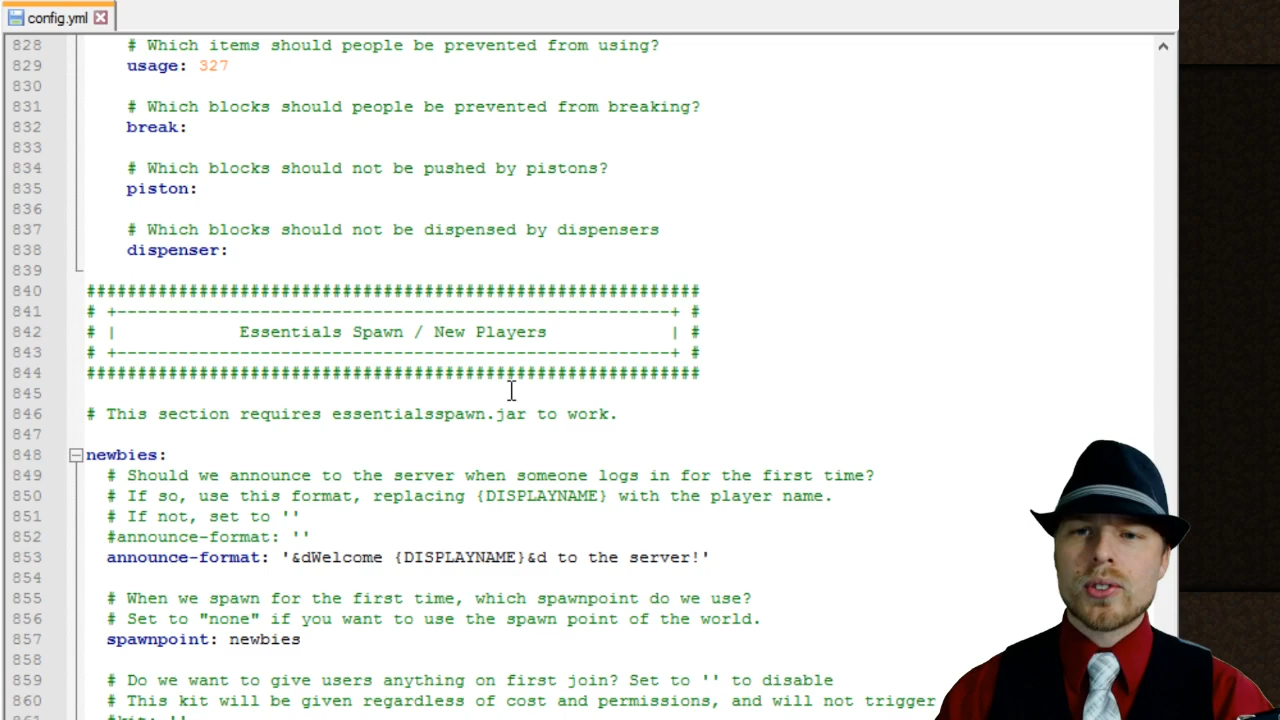 config.yml
828 # Which items should people be prevented from using?
829 usage: 327
830
831 # Which blocks should people be prevented from breaking?
832 break:
833
834 # Which blocks should not be pushed by pistons?
835 piston:
836
837 # Which blocks should not be dispensed by dispensers
838 dispenser:
839
840 ############################################################
841 # +------------------------------------------------------+ #
842 # | Essentials Spawn / New Players | #
843 # +------------------------------------------------------+ #
844 ############################################################
845
846 # This section requires essentialsspawn.jar to work.
847
848 newbies:
849 # Should we announce to the server when someone logs in for the first time?
850 # If so, use this format, replacing {DISPLAYNAME} with the player name.
851 # If not, set to ''
852 #announce-format: ''
853 announce-format: '&dWelcome {DISPLAYNAME}&d to the server!'
854
855 # When we spawn for the first time, which spawnpoint do we use?
856 # Set to "none" if you want to use the spawn point of the world.
857 spawnpoint: newbies
858
859 # Do we want to give users anything on first join? Set to '' to disable
860 # This kit will be given regardless of cost and permissions, and will not trigger
861 #kit: ''